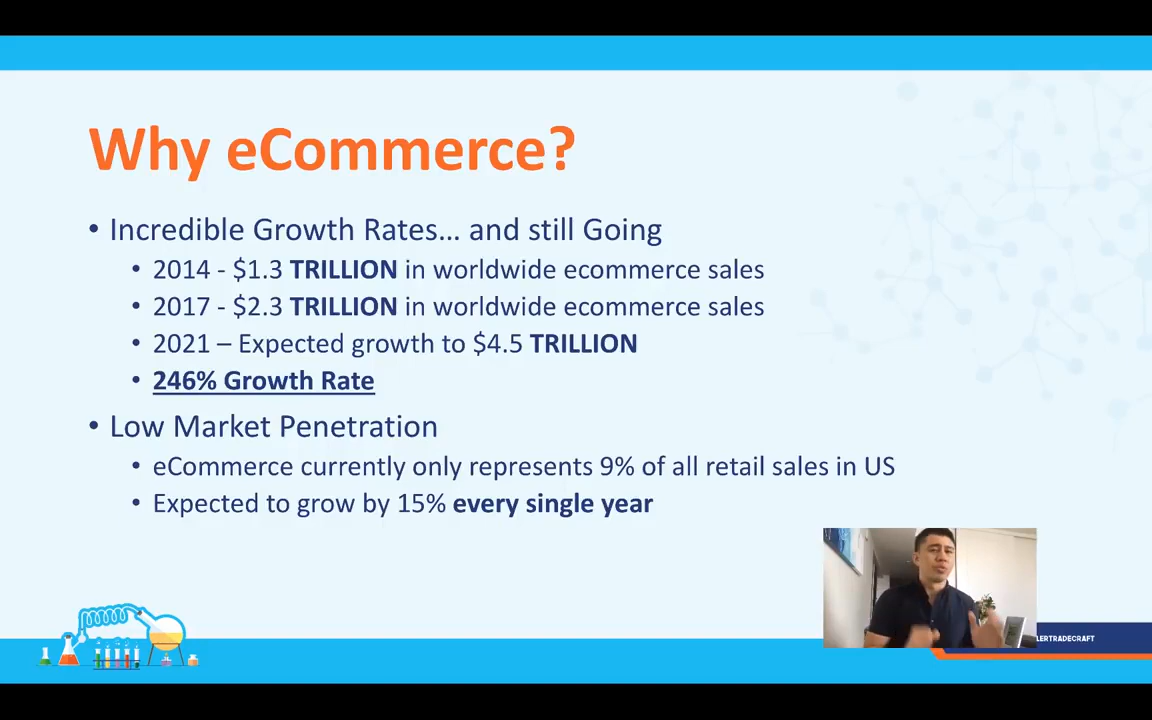 Why eCommerce?
• Incredible Growth Rates... and still Going
• 2014 - $1.3 TRILLION in worldwide ecommerce sales
• 2017 - $2.3 TRILLION in worldwide ecommerce sales
• 2021 – Expected growth to $4.5 TRILLION
• 246% Growth Rate
• Low Market Penetration
• eCommerce currently only represents 9% of all retail sales in US
• Expected to grow by 15% every single year
LERTRADECRAFT